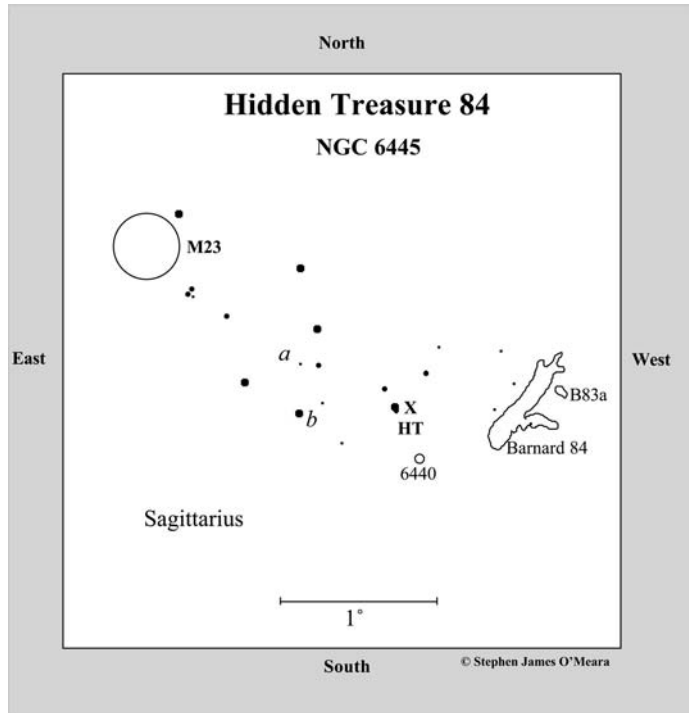 North
Hidden Treasure 84
NGC 6445
M23
East
a
West
B83a
X
b
HT
Barnard 84
6440
Sagittarius
1°
South
© Stephen James O'Meara